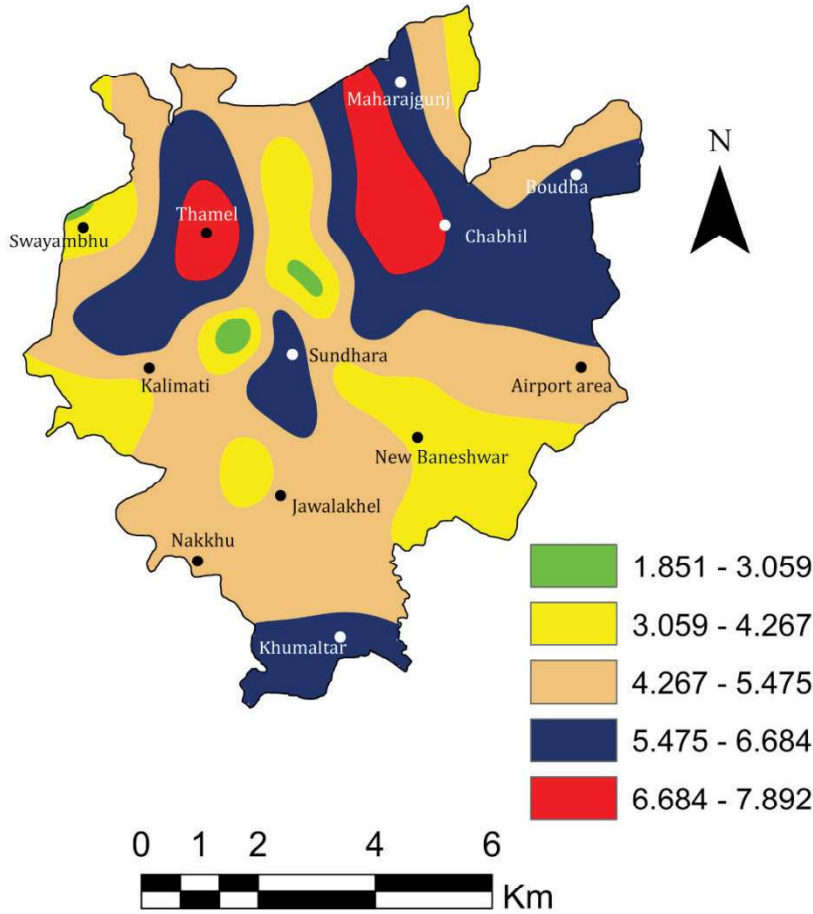 Maharajgunj
N
Boudha
Thamel
Swayambhu
Chabhil
Sundhara
Kalimati
Airport area
New Baneshwar
Jawalakhel
Nakkhu
Khumaltar
1.851 - 3.059
3.059 - 4.267
4.267 - 5.475
5.475 - 6.684
6.684 - 7.892
0 1 2 4 6
Km